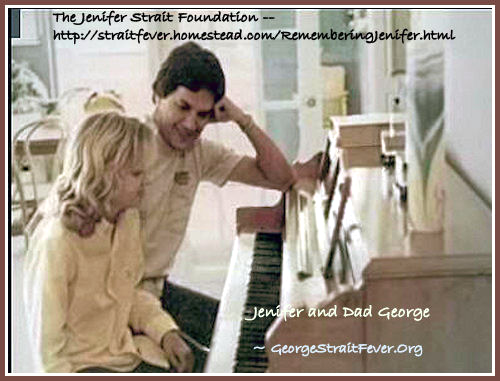 The Jenifer Strait Foundation --
http://straitfever.homestead.com/RememberingJenifer.html
Jenifer and Dad George
~ GeorgeStraitFever.Org